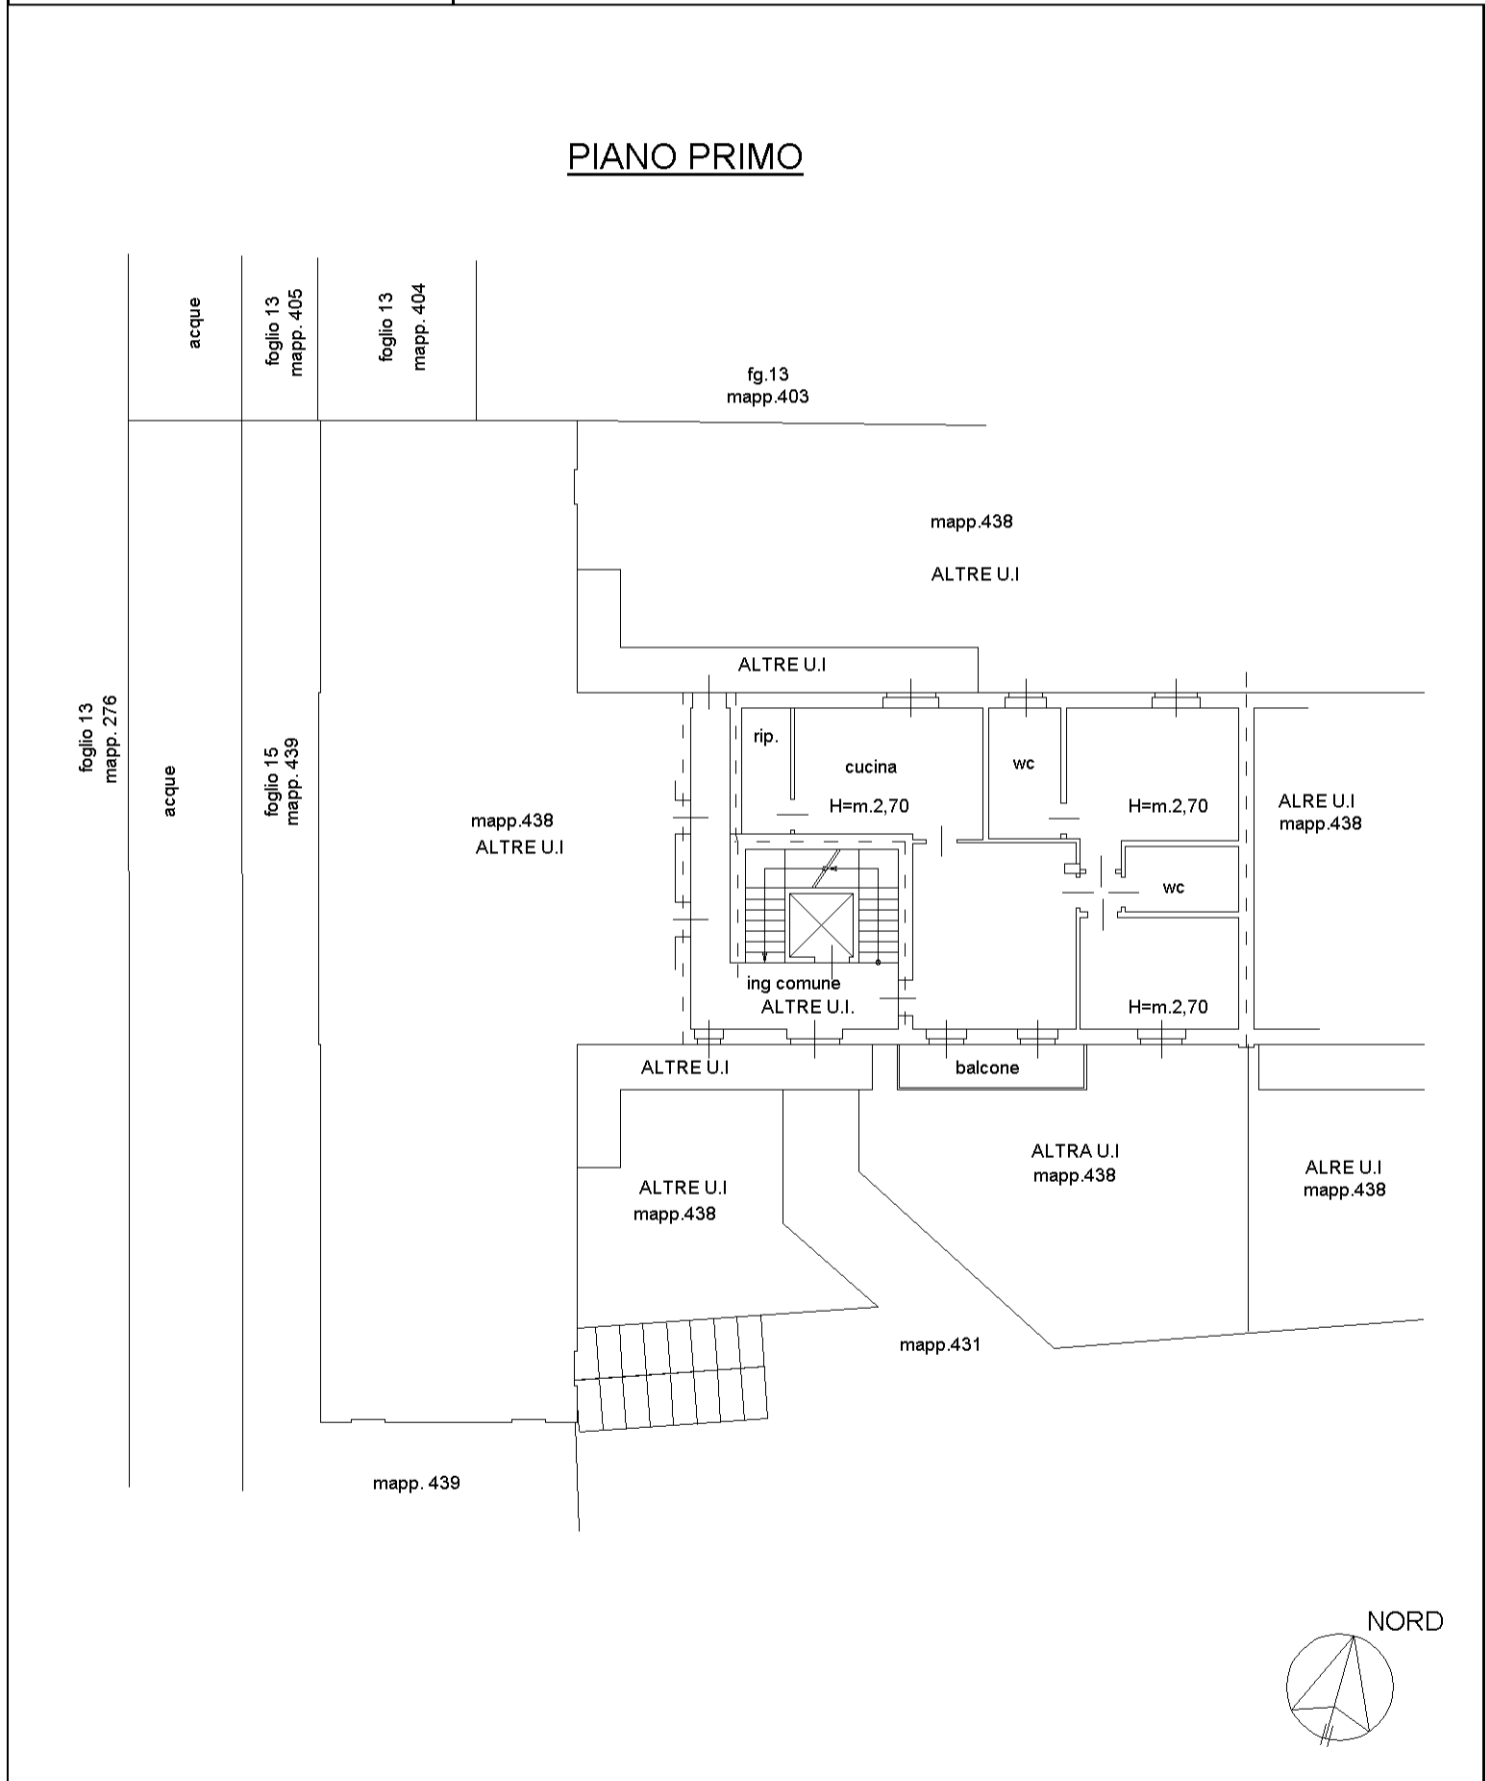 PIANO PRIMO
acque
foglio 13
mapp. 405
foglio 13
mapp. 404
fg.13
mapp.403
mapp.438
ALTRE U.I
ALTRE U.I
foglio 13
mapp. 276
acque
foglio 15
mapp. 439
mapp.438
ALTRE U.I
rip.
cucina
H=m.2,70
wc
H=m.2,70
ALRE U.I
mapp.438
wc
ing comune
ALTRE U.I.
H=m.2,70
ALTRE U.I
balcone
ALTRE U.I
mapp.438
ALTRA U.I
mapp.438
ALRE U.I
mapp.438
mapp.431
mapp. 439
NORD